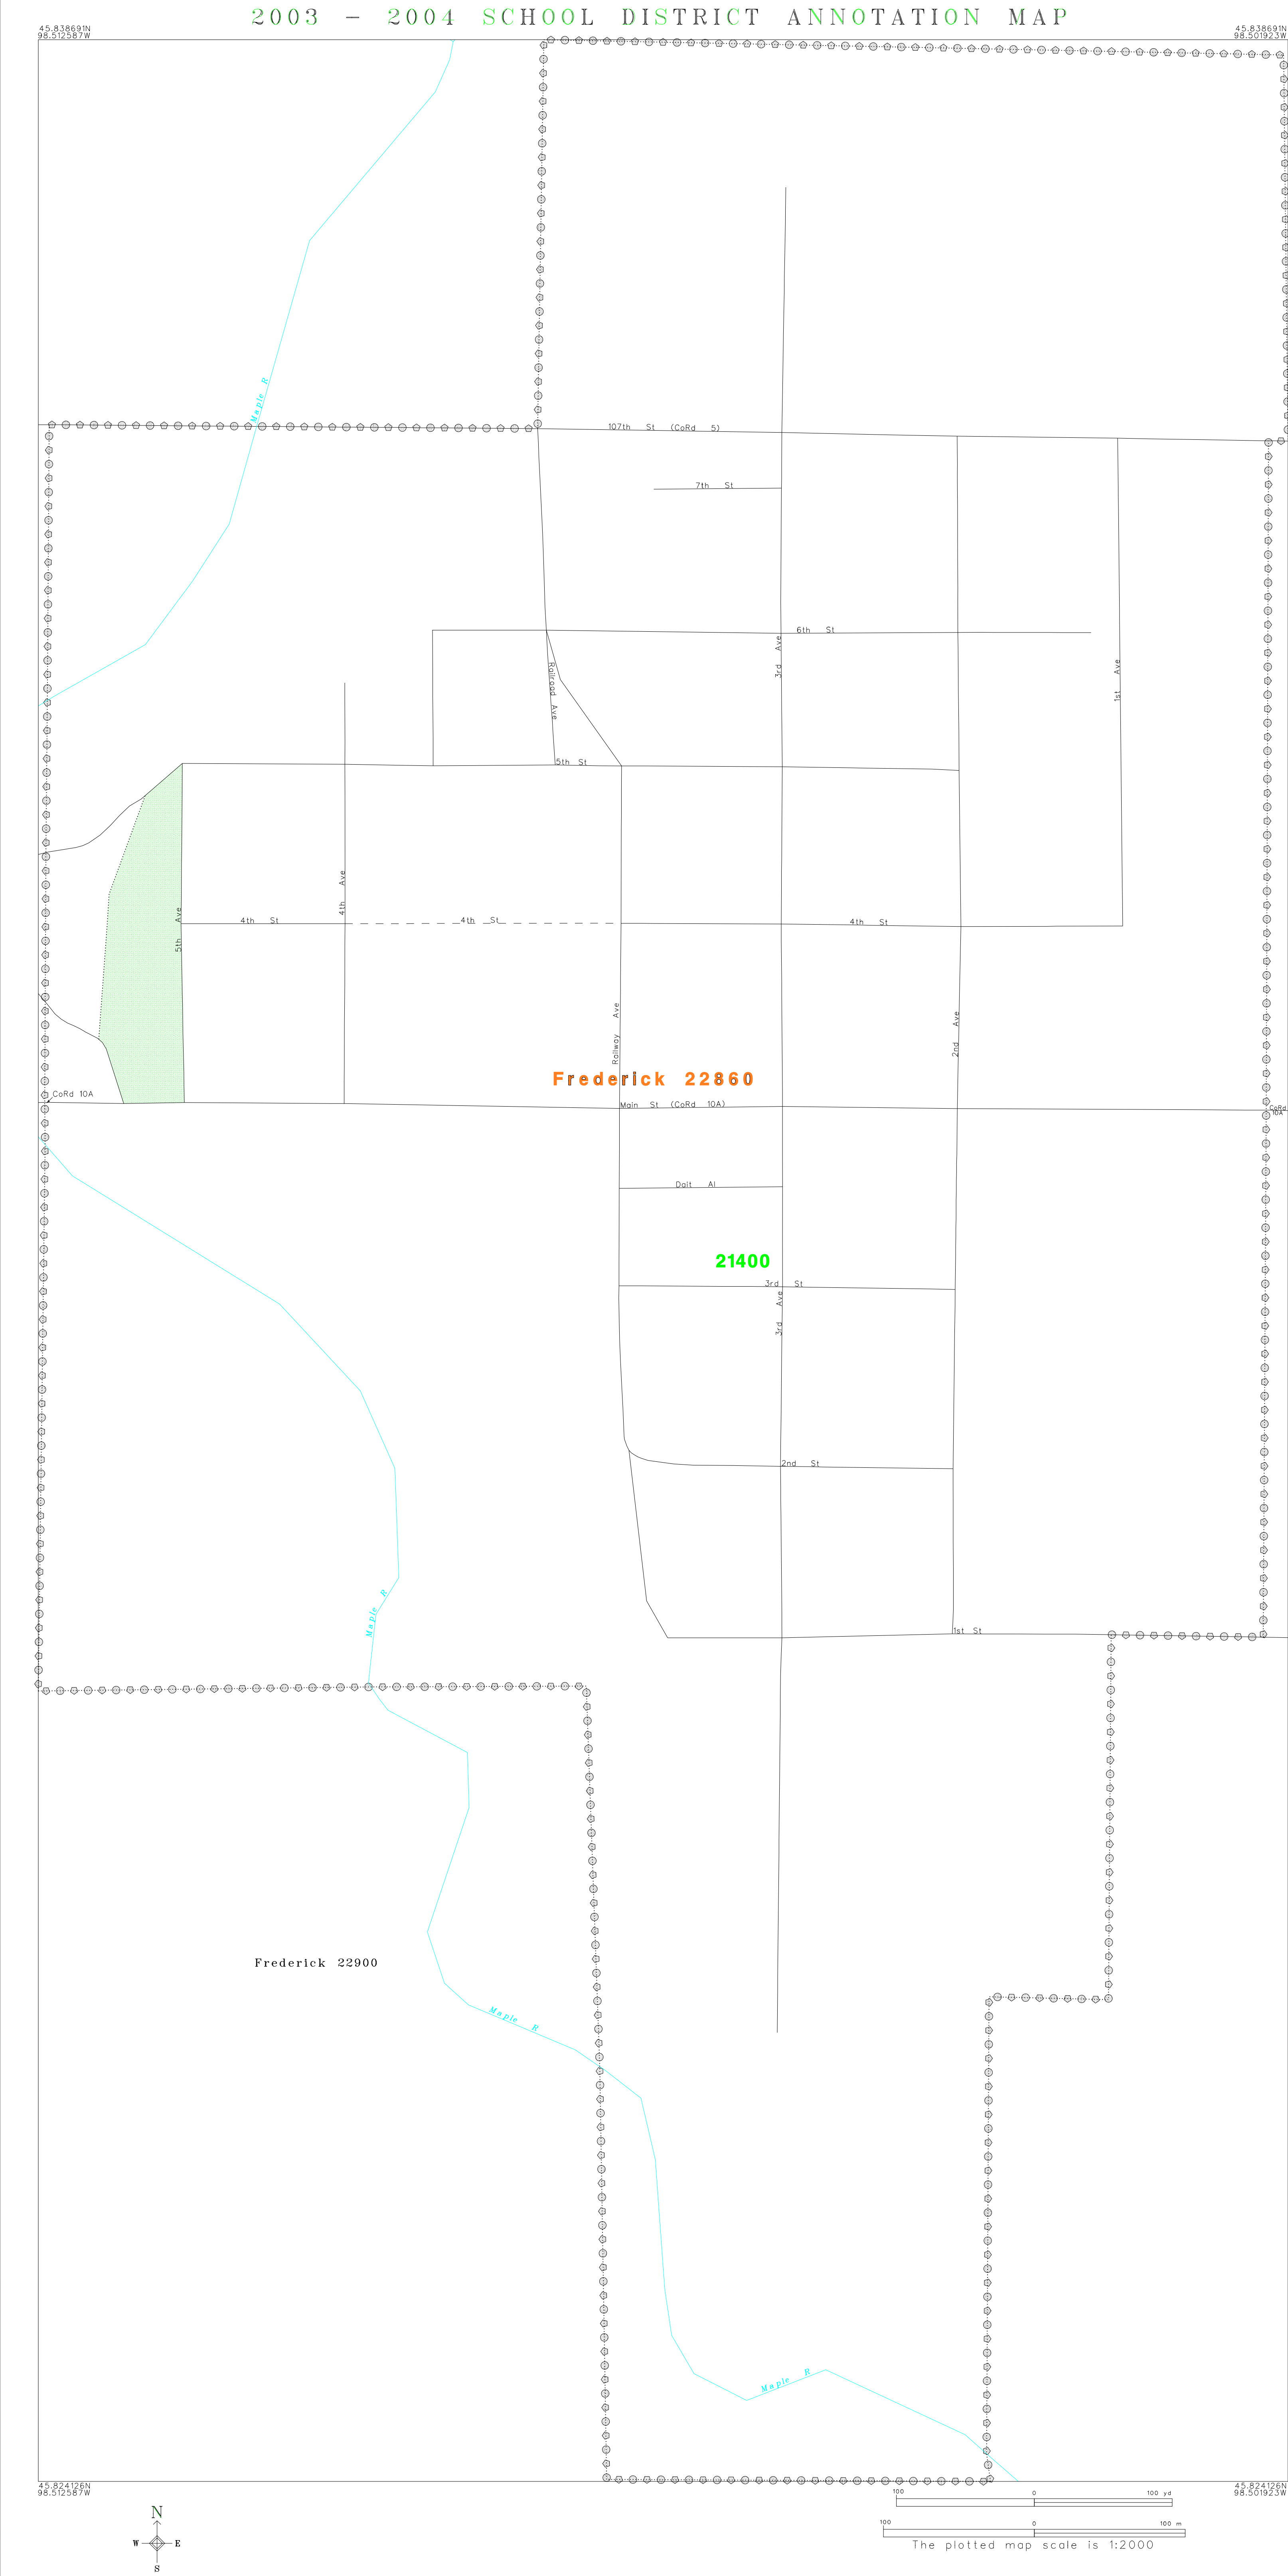 2003 - 2004 SCHOOL DISTRICT ANNOTATION MAP
45.838691N
98.512587W
45.838691N
98.501923W
Maple R
107th St (CoRd 5)
7th St
6th St
3rd Ave
Railroad Ave
1st Ave
5th St
4th Ave
5th Ave
4th St
4th St
4th St
Railway Ave
2nd Ave
Frederick 22860
CoRd 10A
Main St (CoRd 10A)
CoRd
10A
Dait Al
21400
3rd St
3rd Ave
2nd St
Maple R
1st St
Frederick 22900
Maple R
Maple R
45.824126N
98.512587W
45.824126N
98.501923W
100 0 100 yd
100 0 100 m
The plotted map scale is 1:2000
N
W E
S